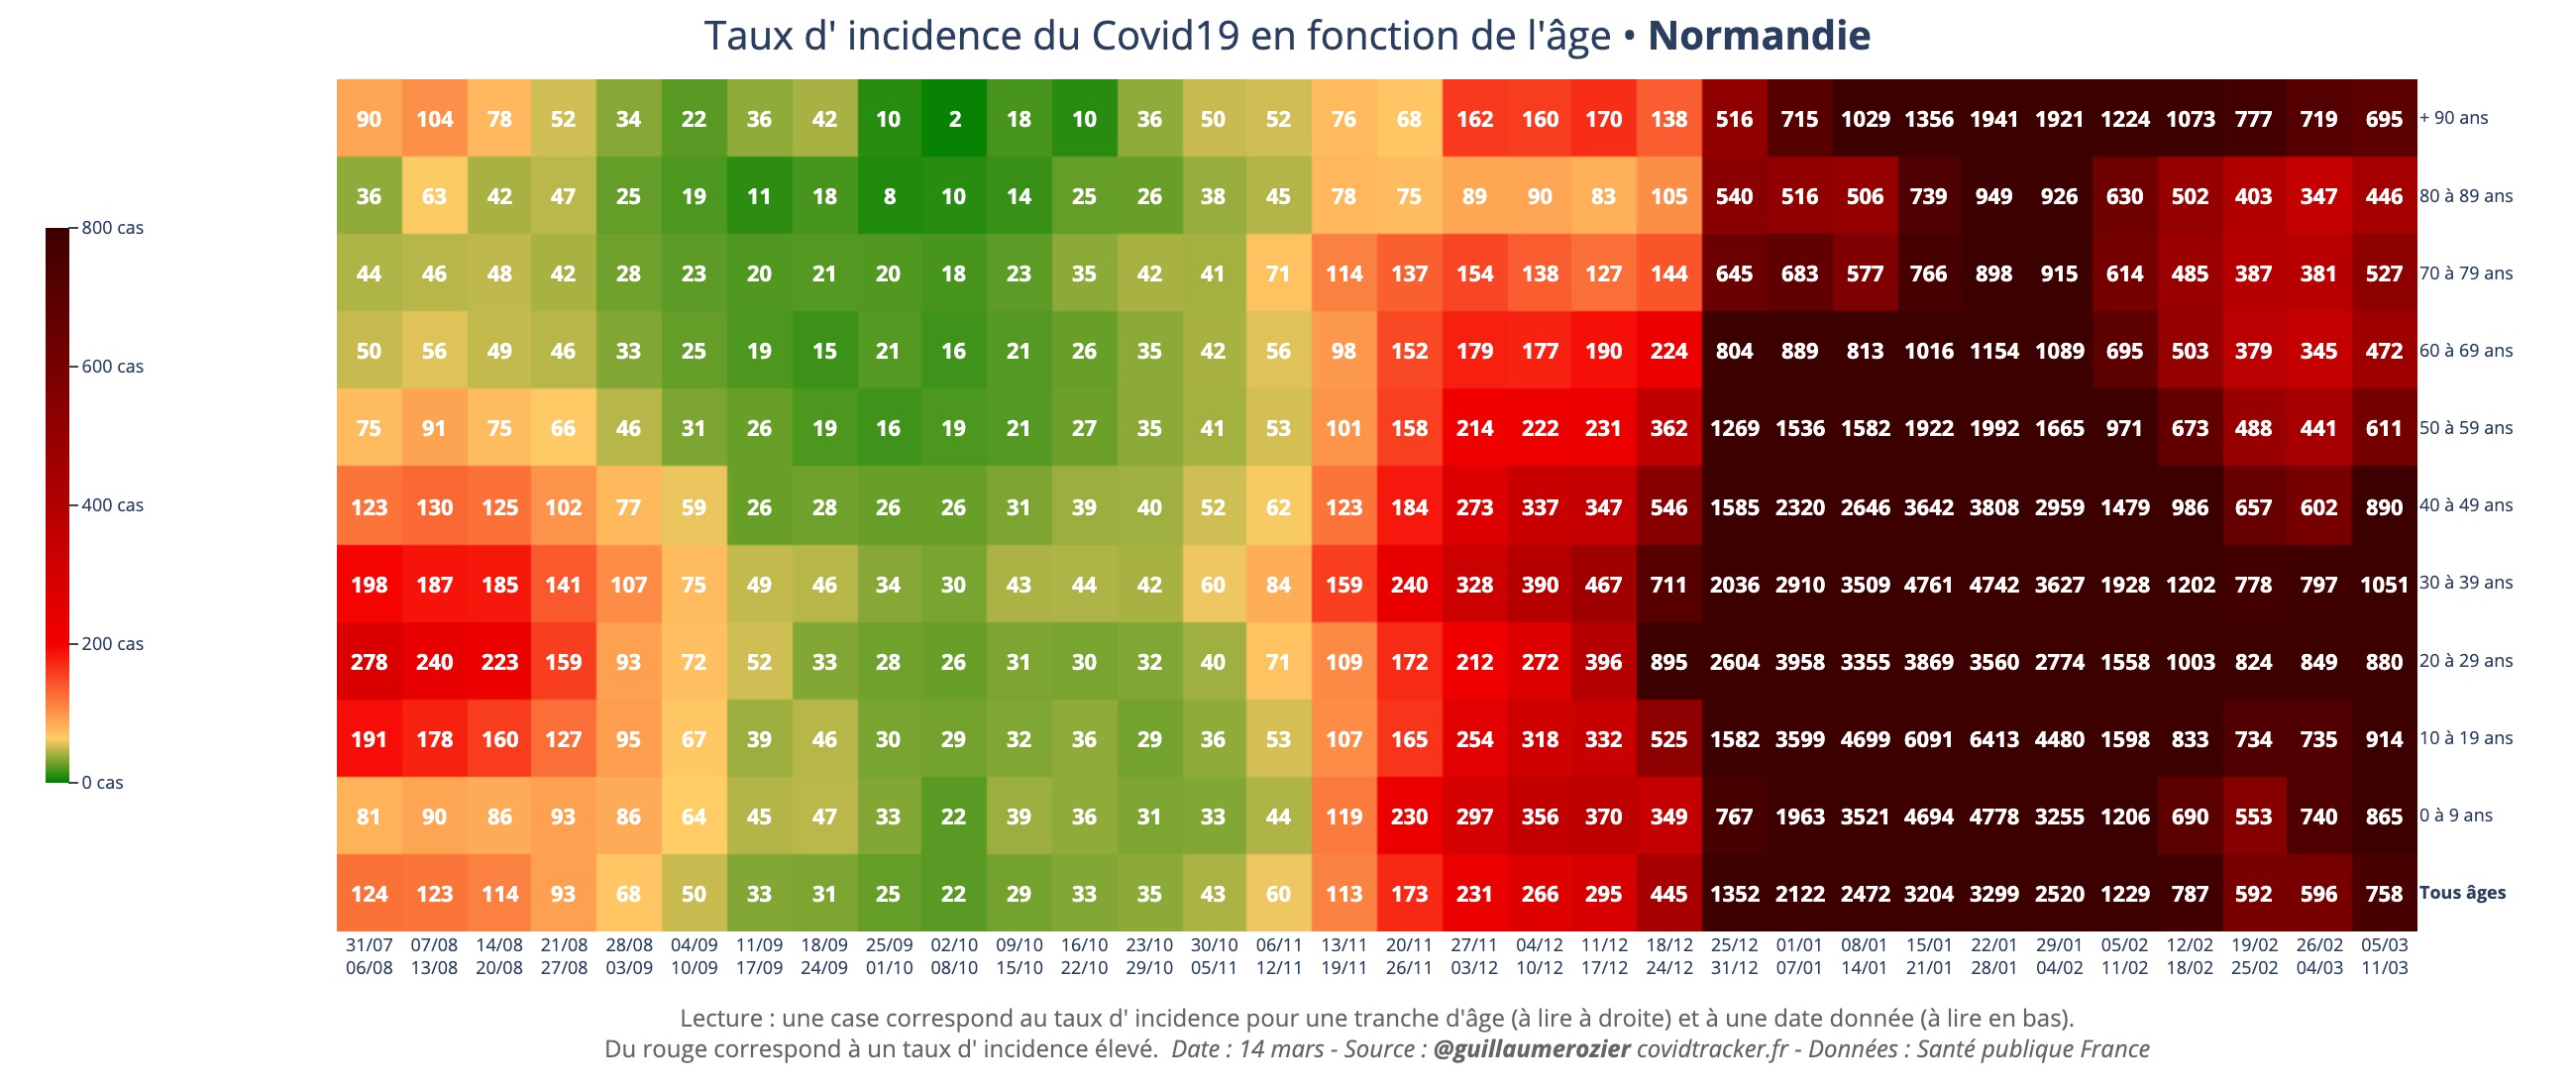 Taux d' incidence du Covid19 en fonction de l'âge • Normandie
90 104 78 52 34 22 36 42 10 2 18 10 36 50 52 76 68 162 160 170 138 516 715 1029 1356 1941 1921 1224 1073 777 719 695 + 90 ans
36 63 42 47 25 19 11 18 8 10 14 25 26 38 45 78 75 89 90 83 105 540 516 506 739 949 926 630 502 403 347 446 80 à 89 ans
800 cas
44 46 48 42 28 23 20 21 20 18 23 35 42 41 71 114 137 154 138 127 144 645 683 577 766 898 915 614 485 387 381 527 70 à 79 ans
50 56 49 46 33 25 19 15 21 16 21 26 35 42 56 98 152 179 177 190 224 804 889 813 1016 1154 1089 695 503 379 345 472 60 à 69 ans
600 cas
75 91 75 66 46 31 26 19 16 19 21 27 35 41 53 101 158 214 222 231 362 1269 1536 1582 1922 1992 1665 971 673 488 441 611 50 à 59 ans
400 cas
123 130 125 102 77 59 26 28 26 26 31 39 40 52 62 123 184 273 337 347 546 1585 2320 2646 3642 3808 2959 1479 986 657 602 890 40 à 49 ans
198 187 185 141 107 75 49 46 34 30 43 44 42 60 84 159 240 328 390 467 711 2036 2910 3509 4761 4742 3627 1928 1202 778 797 1051 30 à 39 ans
200 cas
278 240 223 159 93 72 52 33 28 26 31 30 32 40 71 109 172 212 272 396 895 2604 3958 3355 3869 3560 2774 1558 1003 824 849 880 20 à 29 ans
191 178 160 127 95 67 39 46 30 29 32 36 29 36 53 107 165 254 318 332 525 1582 3599 4699 6091 6413 4480 1598 833 734 735 914 10 à 19 ans
0 cas
81 90 86 93 86 64 45 47 33 22 39 36 31 33 44 119 230 297 356 370 349 767 1963 3521 4694 4778 3255 1206 690 553 740 865 0 à 9 ans
124 123 114 93 68 50 33 31 25 22 29 33 35 43 60 113 173 231 266 295 445 1352 2122 2472 3204 3299 2520 1229 787 592 596 758 Tous âges
31/07 07/08 14/08 21/08 28/08 04/09 11/09 18/09 25/09 02/10 09/10 16/10 23/10 30/10 06/11 13/11 20/11 27/11 04/12 11/12 18/12 25/12 01/01 08/01 15/01 22/01 29/01 05/02 12/02 19/02 26/02 05/03
06/08 13/08 20/08 27/08 03/09 10/09 17/09 24/09 01/10 08/10 15/10 22/10 29/10 05/11 12/11 19/11 26/11 03/12 10/12 17/12 24/12 31/12 07/01 14/01 21/01 28/01 04/02 11/02 18/02 25/02 04/03 11/03
Lecture : une case correspond au taux d' incidence pour une tranche d'âge (à lire à droite) et à une date donnée (à lire en bas).
Du rouge correspond à un taux d' incidence élevé. Date : 14 mars - Source : @guillaumerozier covidtracker.fr - Données : Santé publique France